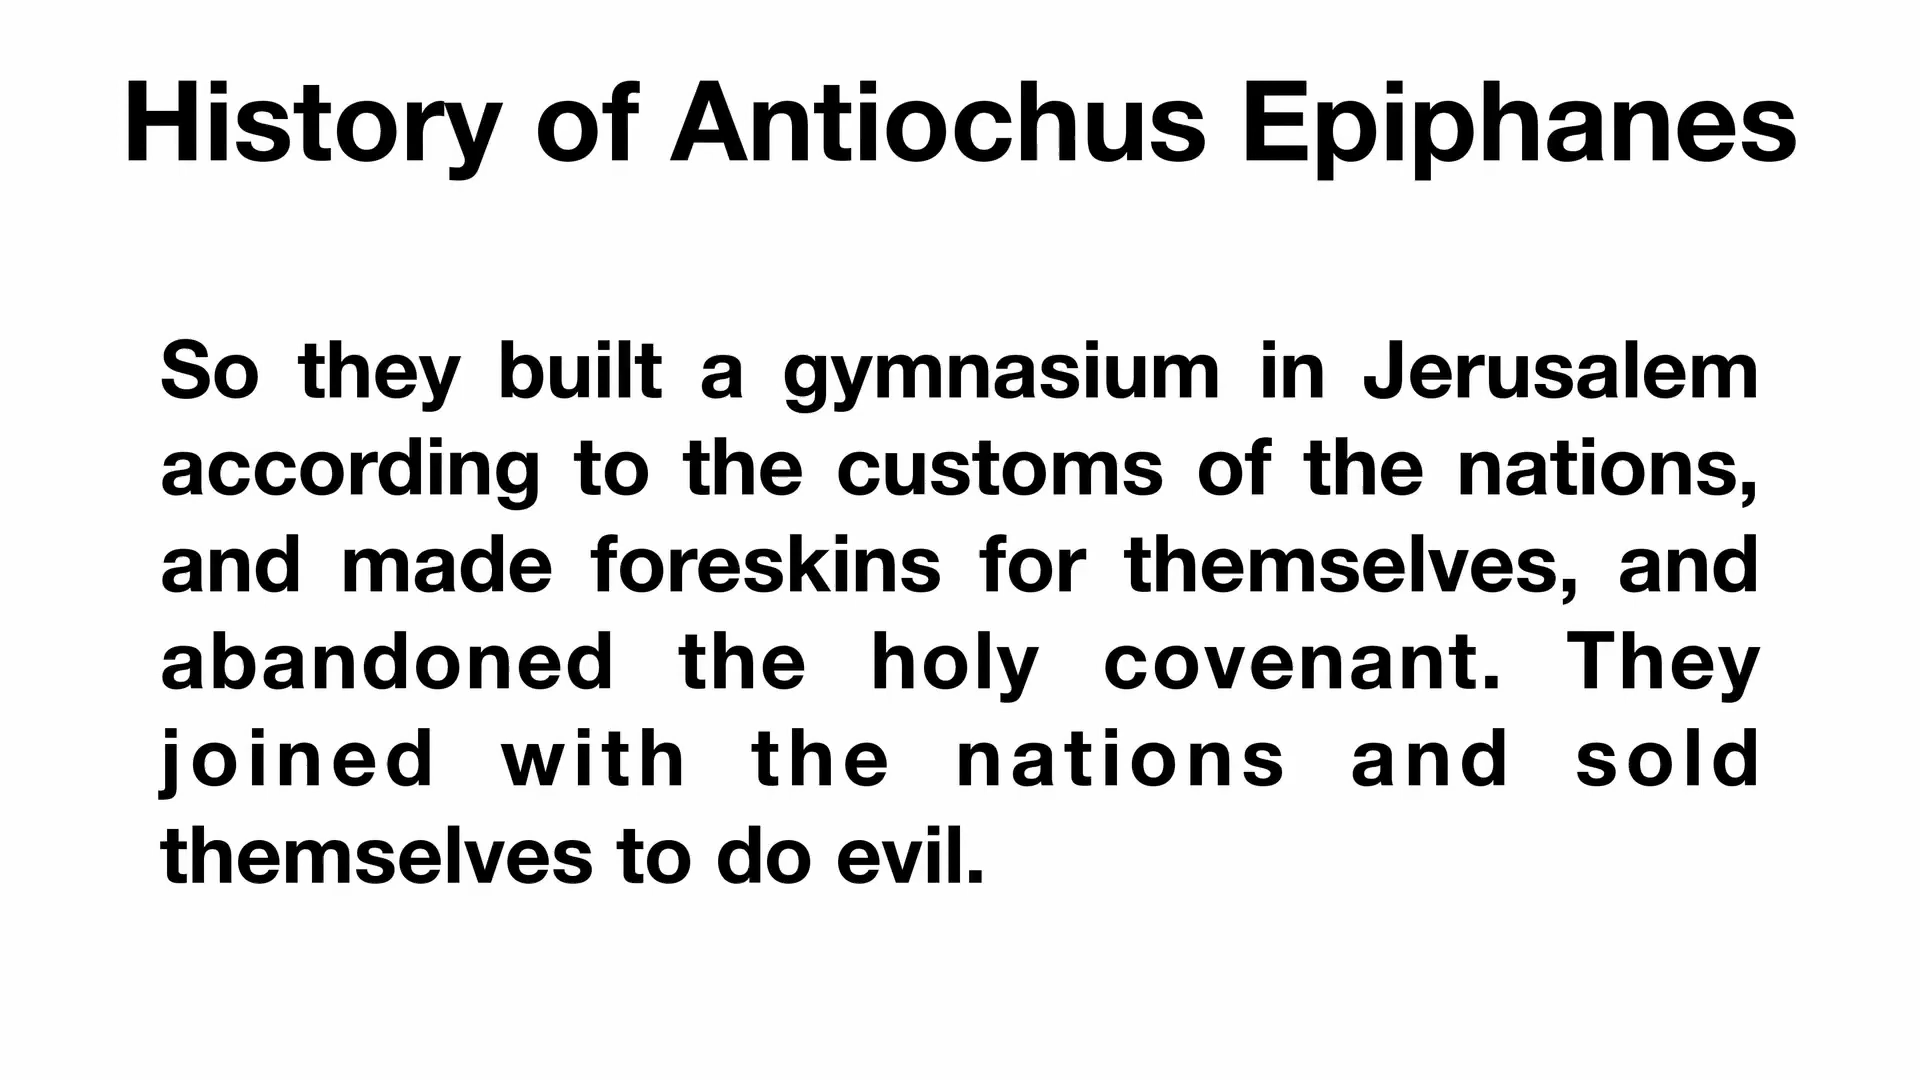 History of Antiochus Epiphanes
So they built a gymnasium in Jerusalem
according to the customs of the nations,
and made foreskins for themselves, and
abandoned the holy covenant. They
joined with the nations and sold
themselves to do evil.